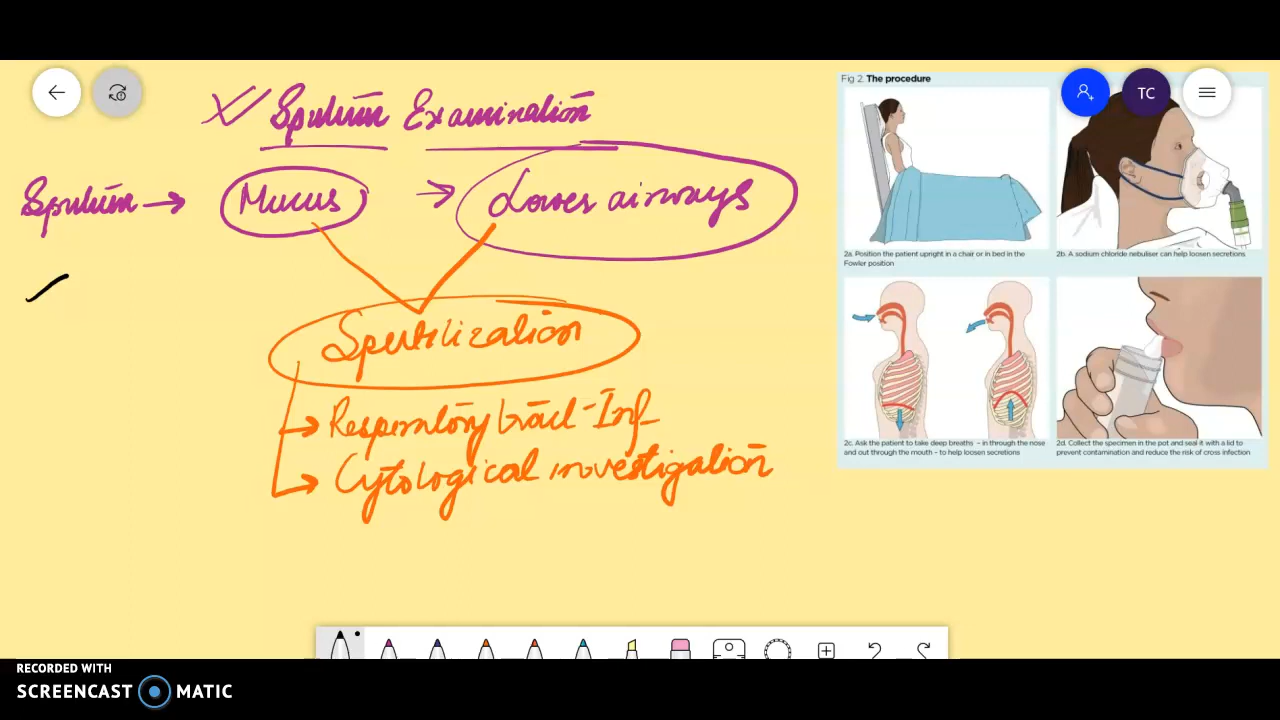 Sputum Examination
Sputum → Mucus → Lower airways
Sputilization
→ Respiratory tract-Inf
→ Cytological investigation
Fig 2. The procedure
2a. Position the patient upright in a chair or in bed in the
Fowler position
2b. A sodium chloride nebuliser can help loosen secretions
2c. Ask the patient to take deep breaths – in through the nose
and out through the mouth – to help loosen secretions
2d. Collect the specimen in the pot and seal it with a lid to
prevent contamination and reduce the risk of cross infection
TC
RECORDED WITH
SCREENCAST MATIC